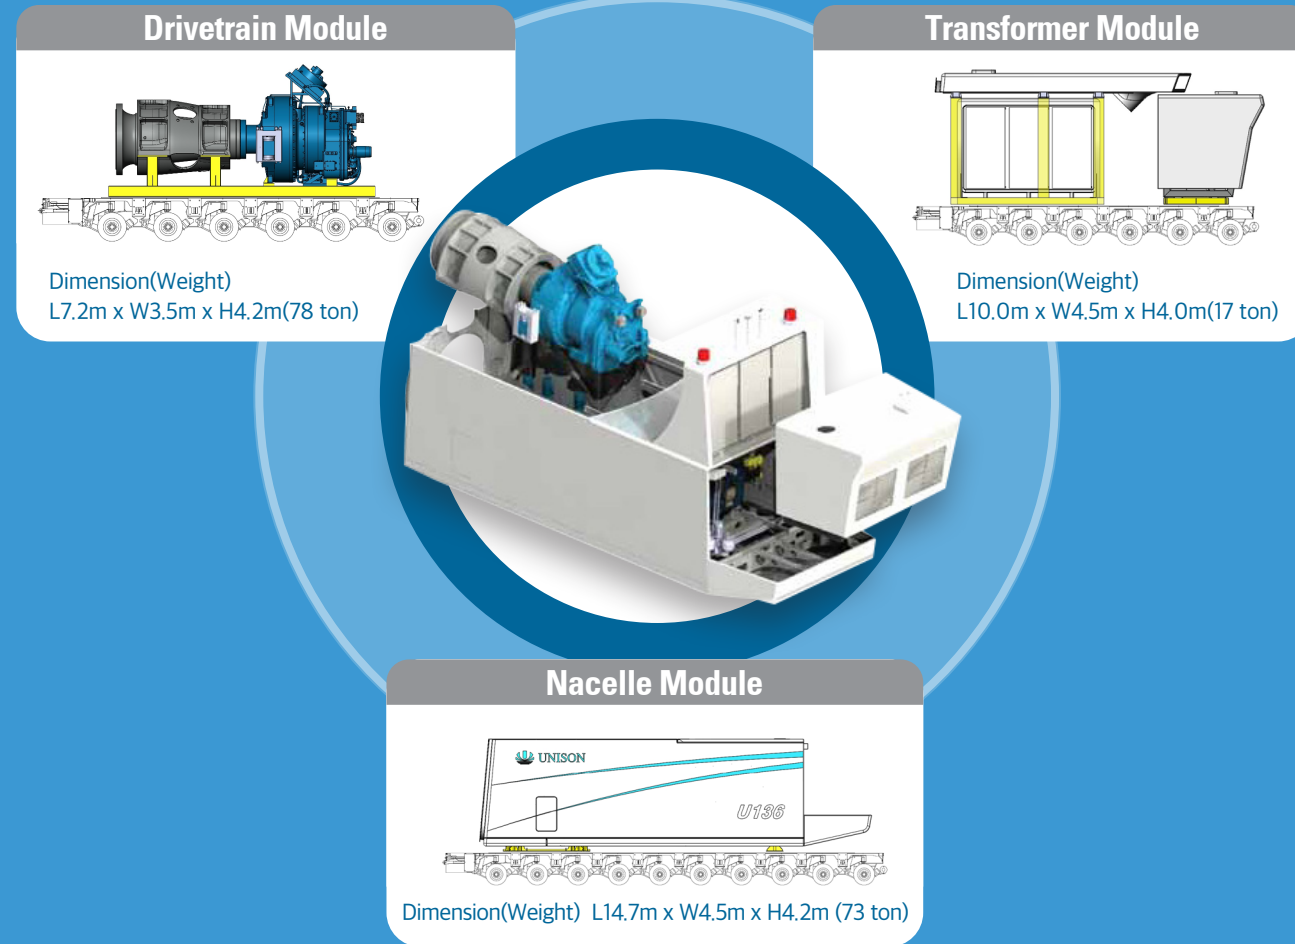 Drivetrain Module
Dimension(Weight)
L7.2m x W3.5m x H4.2m(78 ton)
Transformer Module
Dimension(Weight)
L10.0m x W4.5m x H4.0m(17 ton)
Nacelle Module
UNISON
U136
Dimension(Weight) L14.7m x W4.5m x H4.2m (73 ton)